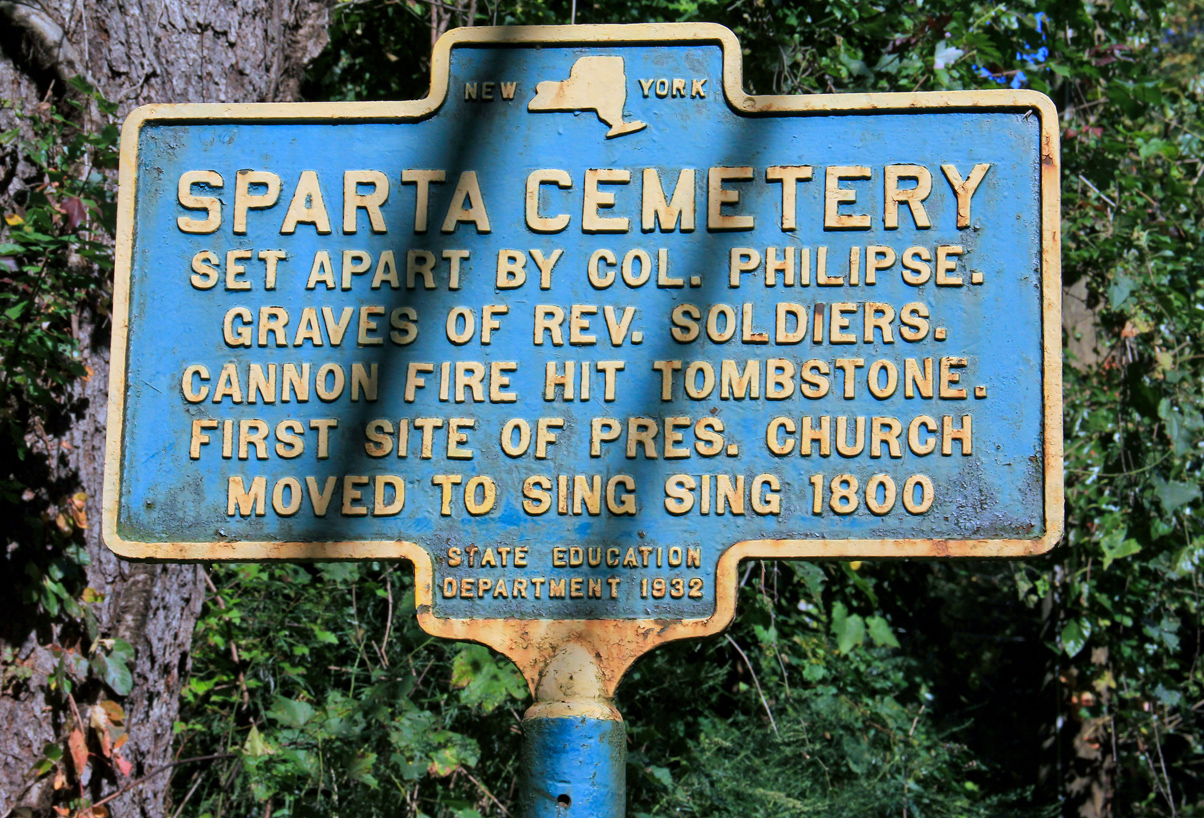 NEW YORK
SPARTA CEMETERY
SET APART BY COL. PHILIPSE.
GRAVES OF REV. SOLDIERS.
CANNON FIRE HIT TOMBSTONE.
FIRST SITE OF PRES. CHURCH
MOVED TO SING SING 1800
STATE EDUCATION
DEPARTMENT 1932